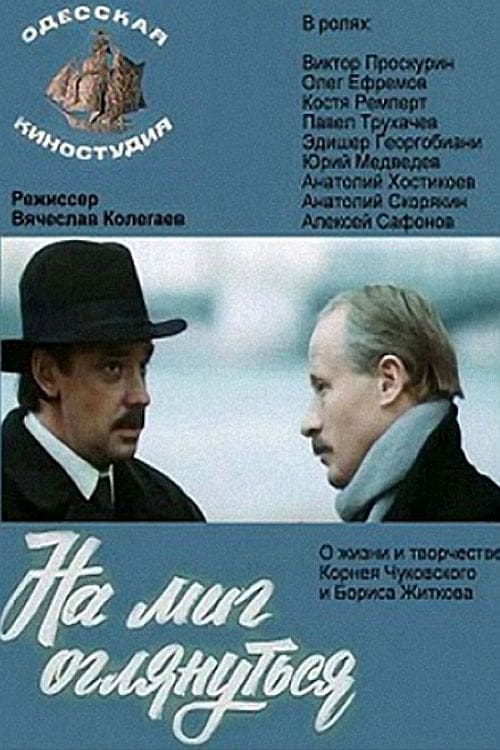 ОДЕССКАЯ
КИНОСТУДИЯ
В ролях:
Виктор Проскурин
Олег Ефремов
Костя Ремперт
Павел Трухачев
Эдишер Георгобиани
Юрий Медведев
Анатолий Хостикоев
Анатолий Скорякин
Алексей Сафонов
Режиссер
Вячеслав Колегаев
О жизни и творчестве
Корнея Чуковского
и Бориса Житкова
На миг
оглянуться